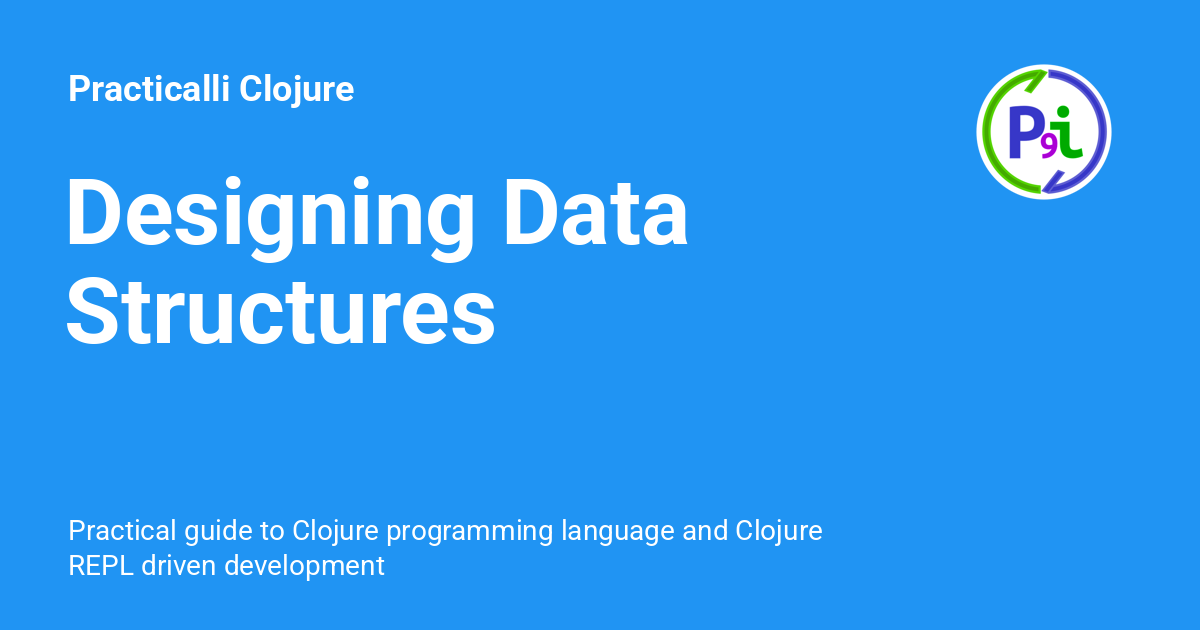 Practicalli Clojure
P9i
Designing Data
Structures
Practical guide to Clojure programming language and Clojure
REPL driven development